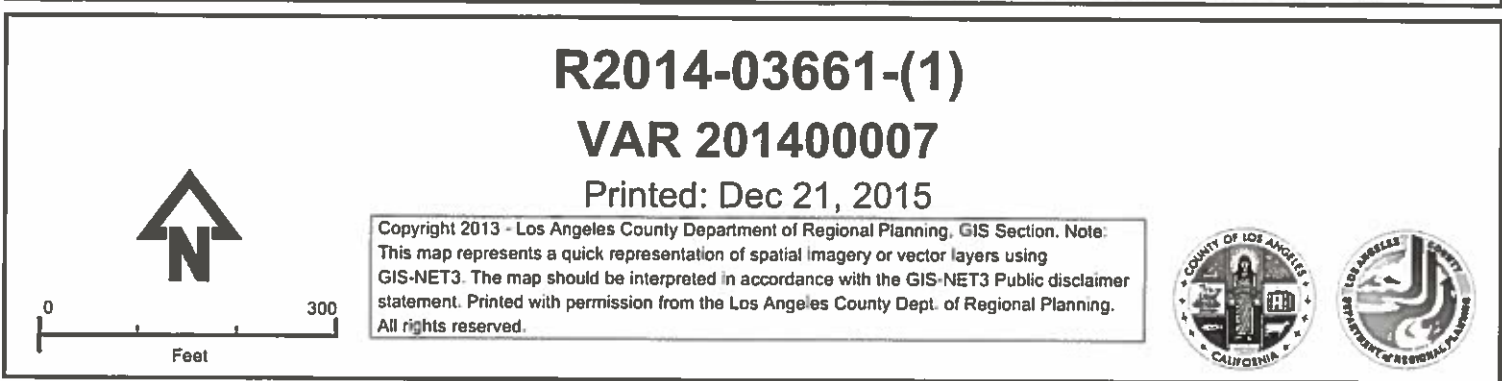 R2014-03661-(1)
VAR 201400007
Printed: Dec 21, 2015
N
0 300
Feet
Copyright 2013 - Los Angeles County Department of Regional Planning, GIS Section. Note:
This map represents a quick representation of spatial imagery or vector layers using
GIS-NET3. The map should be interpreted in accordance with the GIS-NET3 Public disclaimer
statement. Printed with permission from the Los Angeles County Dept. of Regional Planning.
All rights reserved.
COUNTY OF LOS ANGELES
CALIFORNIA
LOS ANGELES COUNTY
DEPARTMENT of REGIONAL PLANNING